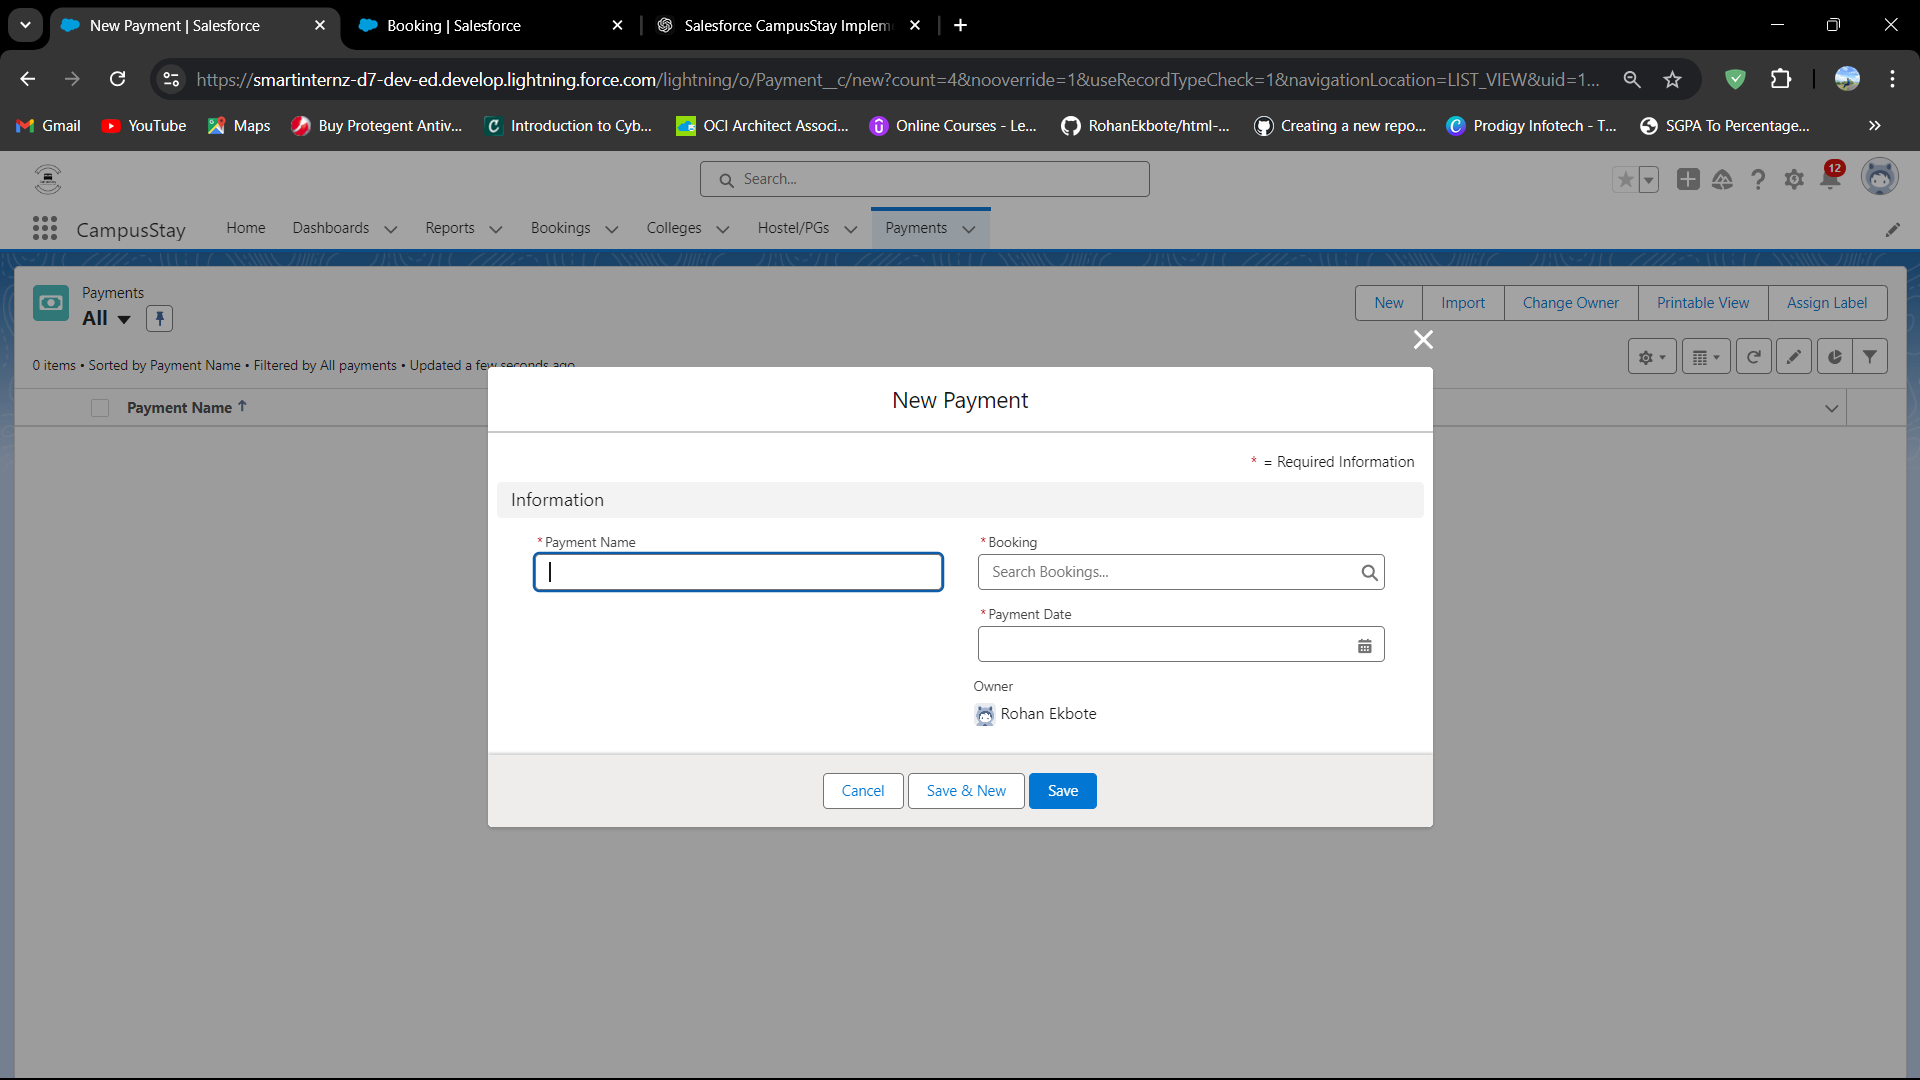 New Payment | Salesforce
Booking | Salesforce
Salesforce CampusStay Implem
https://smartinternz-d7-dev-ed.develop.lightning.force.com/lightning/o/Payment__c/new?count=4&nooverride=1&useRecordTypeCheck=1&navigationLocation=LIST_VIEW&uid=1...
Gmail
YouTube
Maps
Buy Protegent Antiv...
Introduction to Cyb...
OCI Architect Associ...
Online Courses - Le...
RohanEkbote/html-...
Creating a new repo...
Prodigy Infotech - T...
SGPA To Percentage...
Search...
12
CampusStay
Home
Dashboards
Reports
Bookings
Colleges
Hostel/PGs
Payments
Payments
All
New
Import
Change Owner
Printable View
Assign Label
0 items • Sorted by Payment Name • Filtered by All payments • Updated a few seconds ago
Payment Name
New Payment
* = Required Information
Information
*Payment Name
*Booking
Search Bookings...
*Payment Date
Owner
Rohan Ekbote
Cancel
Save & New
Save